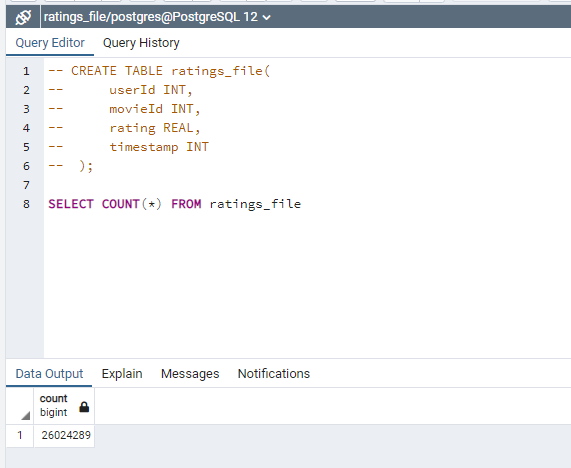 ratings_file/postgres@PostgreSQL 12
Query Editor Query History
1 -- CREATE TABLE ratings_file(
2 -- userId INT,
3 -- movieId INT,
4 -- rating REAL,
5 -- timestamp INT
6 -- );
7
8 SELECT COUNT(*) FROM ratings_file
Data Output Explain Messages Notifications
count
bigint
1 26024289